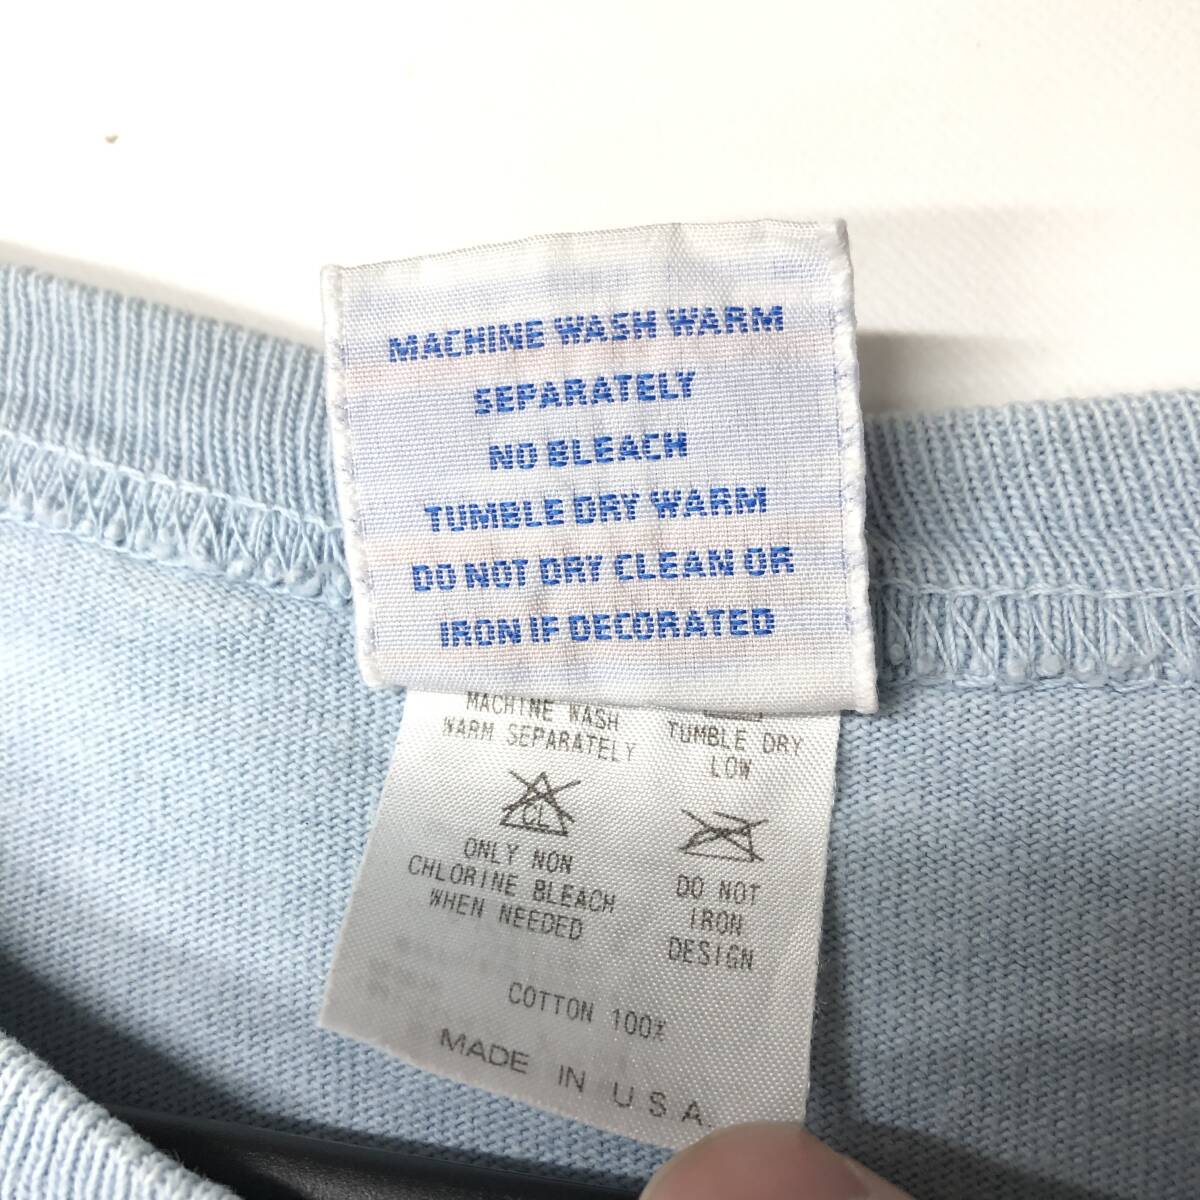 MACHINE WASH WARM
SEPARATELY
NO BLEACH
TUMBLE DRY WARM
DO NOT DRY CLEAN OR
IRON IF DECORATED
MACHINE WASH
WARM SEPARATELY
TUMBLE DRY
LOW
CL
ONLY NON
CHLORINE BLEACH
WHEN NEEDED
DO NOT
IRON
DESIGN
COTTON 100%
MADE IN U.S.A.